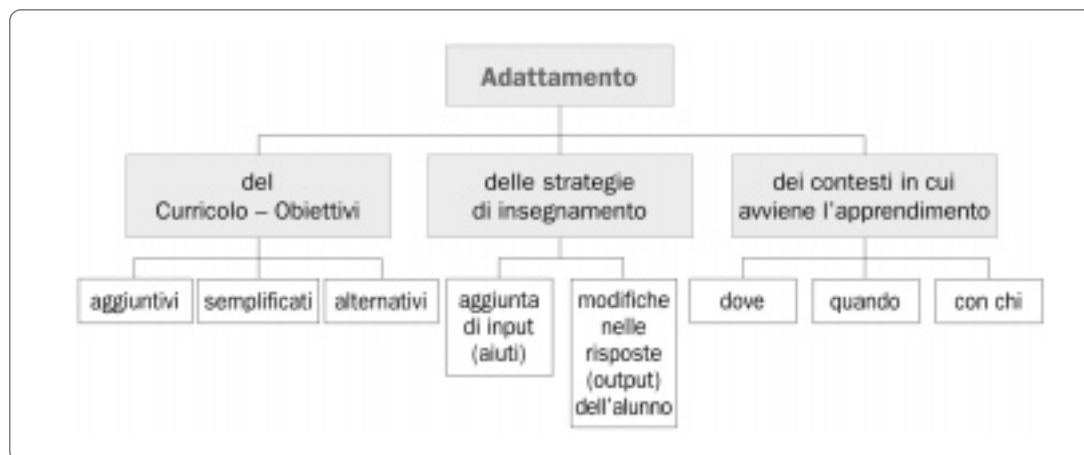 Adattamento
del
Curricolo – Obiettivi
delle strategie
di insegnamento
dei contesti in cui
avviene l'apprendimento
aggiuntivi
semplificati
alternativi
aggiunta
di input
(aiuti)
modifiche
nelle
risposte
(output)
dell'alunno
dove
quando
con chi